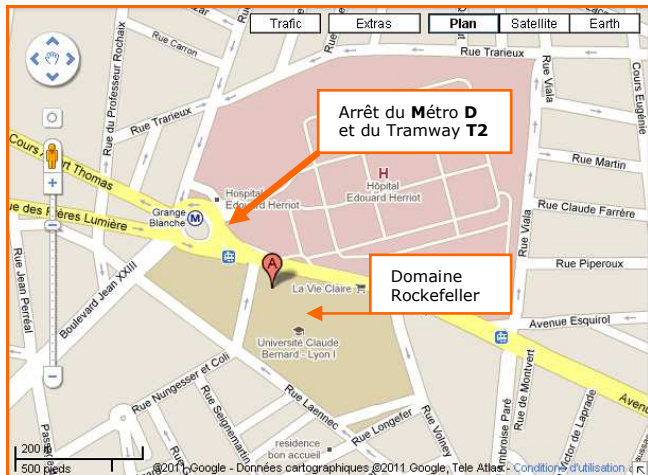 Trafic
Extras
Plan
Satellite
Earth
Rue Carron
Rue du Professeur Rochaix
Rue Trarieux
Rue Trarieux
Rue Viala
Cours Eugénie
Arrêt du Métro D
et du Tramway T2
Rue Martin
H
Hôpital
Edouard Herriot
Hospital
Edouard Herriot
Cours Albert Thomas
Rue Claude Farrère
Rue des Frères Lumière
Grange
Blanche
M
Rue Viala
Rue Jean Perréal
Boulevard Jean XXIII
A
Domaine
Rockefeller
Rue Piperoux
La Vie Claire
Avenue Esquirol
Université Claude
Bernard - Lyon I
Rue Nungesser et Coli
Rue Laennec
Rue Seignemartin
Rue Longefer
Rue Volney
Ambroise Paré
Rue de Montvert
Victor de Laprade
Avenu
residence
bon accueil
200 m
500 pieds
©2011 Google - Données cartographiques ©2011 Google, Tele Atlas - Conditions d'utilisation